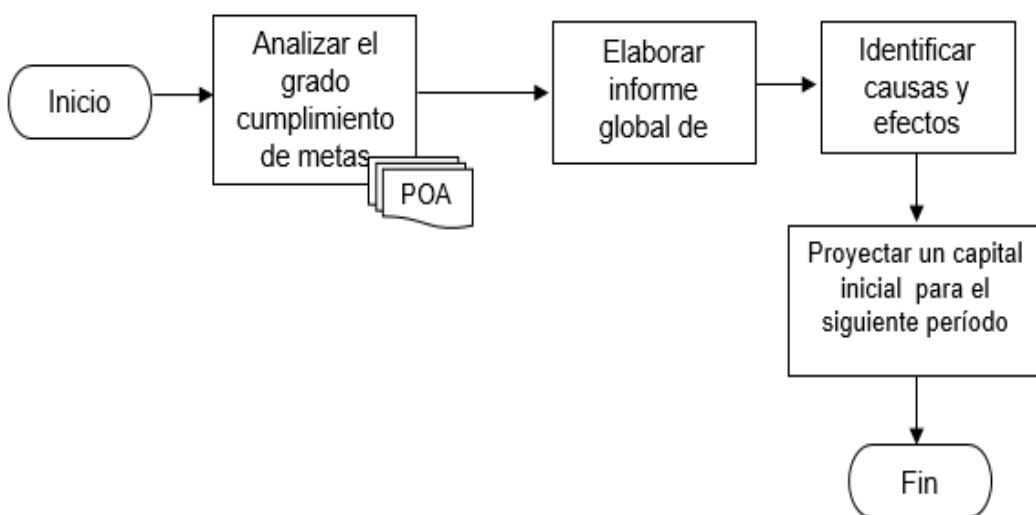 Inicio
Analizar el
grado
cumplimiento
de metas
POA
Elaborar
informe
global de
Identificar
causas y
efectos
Proyectar un capital
inicial para el
siguiente período
Fin